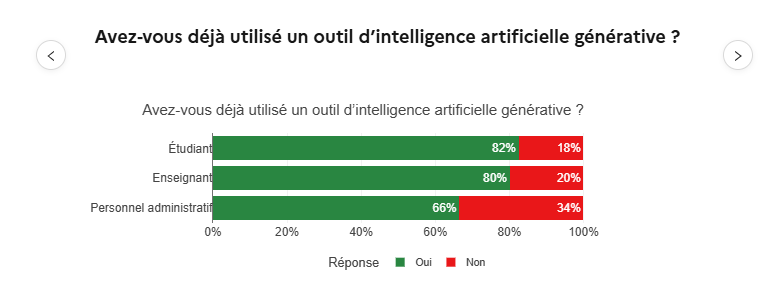 Avez-vous déjà utilisé un outil d’intelligence artificielle générative ?
Avez-vous déjà utilisé un outil d’intelligence artificielle générative ?
Étudiant 82% 18%
Enseignant 80% 20%
Personnel administratif 66% 34%
0% 20% 40% 60% 80% 100%
Réponse Oui Non